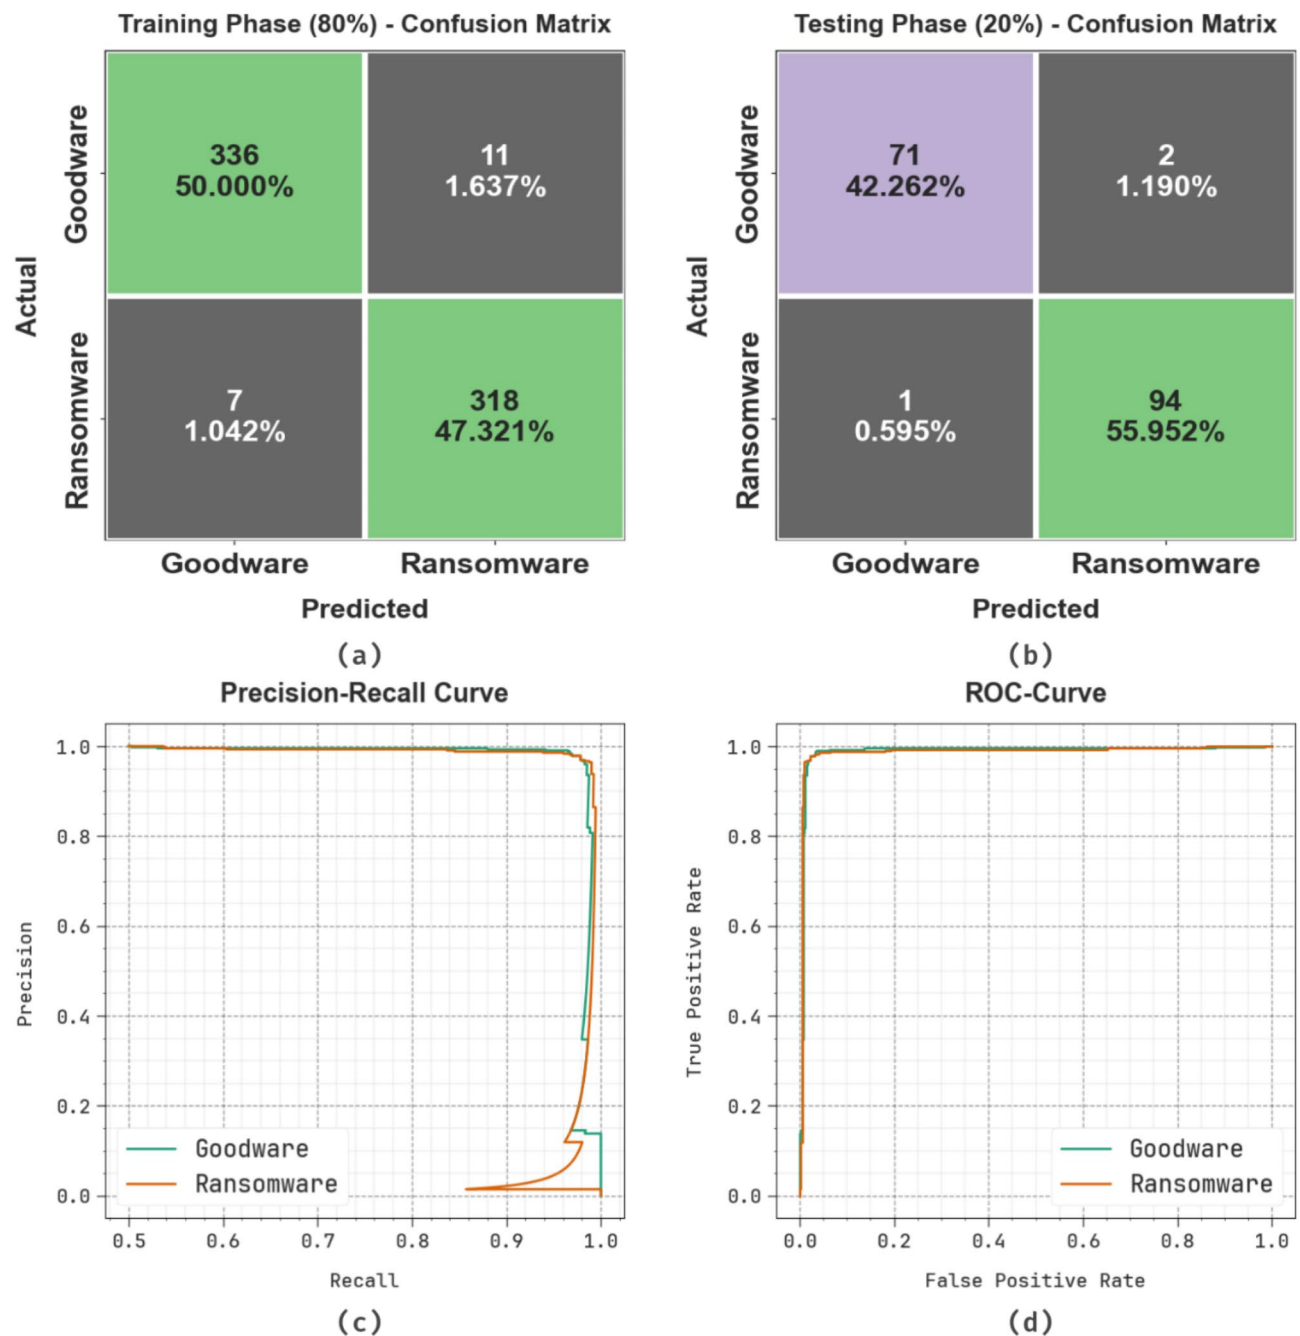 Training Phase (80%) - Confusion Matrix
Goodware
Ransomware
Actual
336
50.000%
11
1.637%
7
1.042%
318
47.321%
Goodware
Ransomware
Predicted
(a)
Testing Phase (20%) - Confusion Matrix
Goodware
Ransomware
Actual
71
42.262%
2
1.190%
1
0.595%
94
55.952%
Goodware
Ransomware
Predicted
(b)
Precision-Recall Curve
Precision
1.0
0.8
0.6
0.4
0.2
0.0
Goodware
Ransomware
0.5 0.6 0.7 0.8 0.9 1.0
Recall
(c)
ROC-Curve
True Positive Rate
1.0
0.8
0.6
0.4
0.2
0.0
Goodware
Ransomware
0.0 0.2 0.4 0.6 0.8 1.0
False Positive Rate
(d)